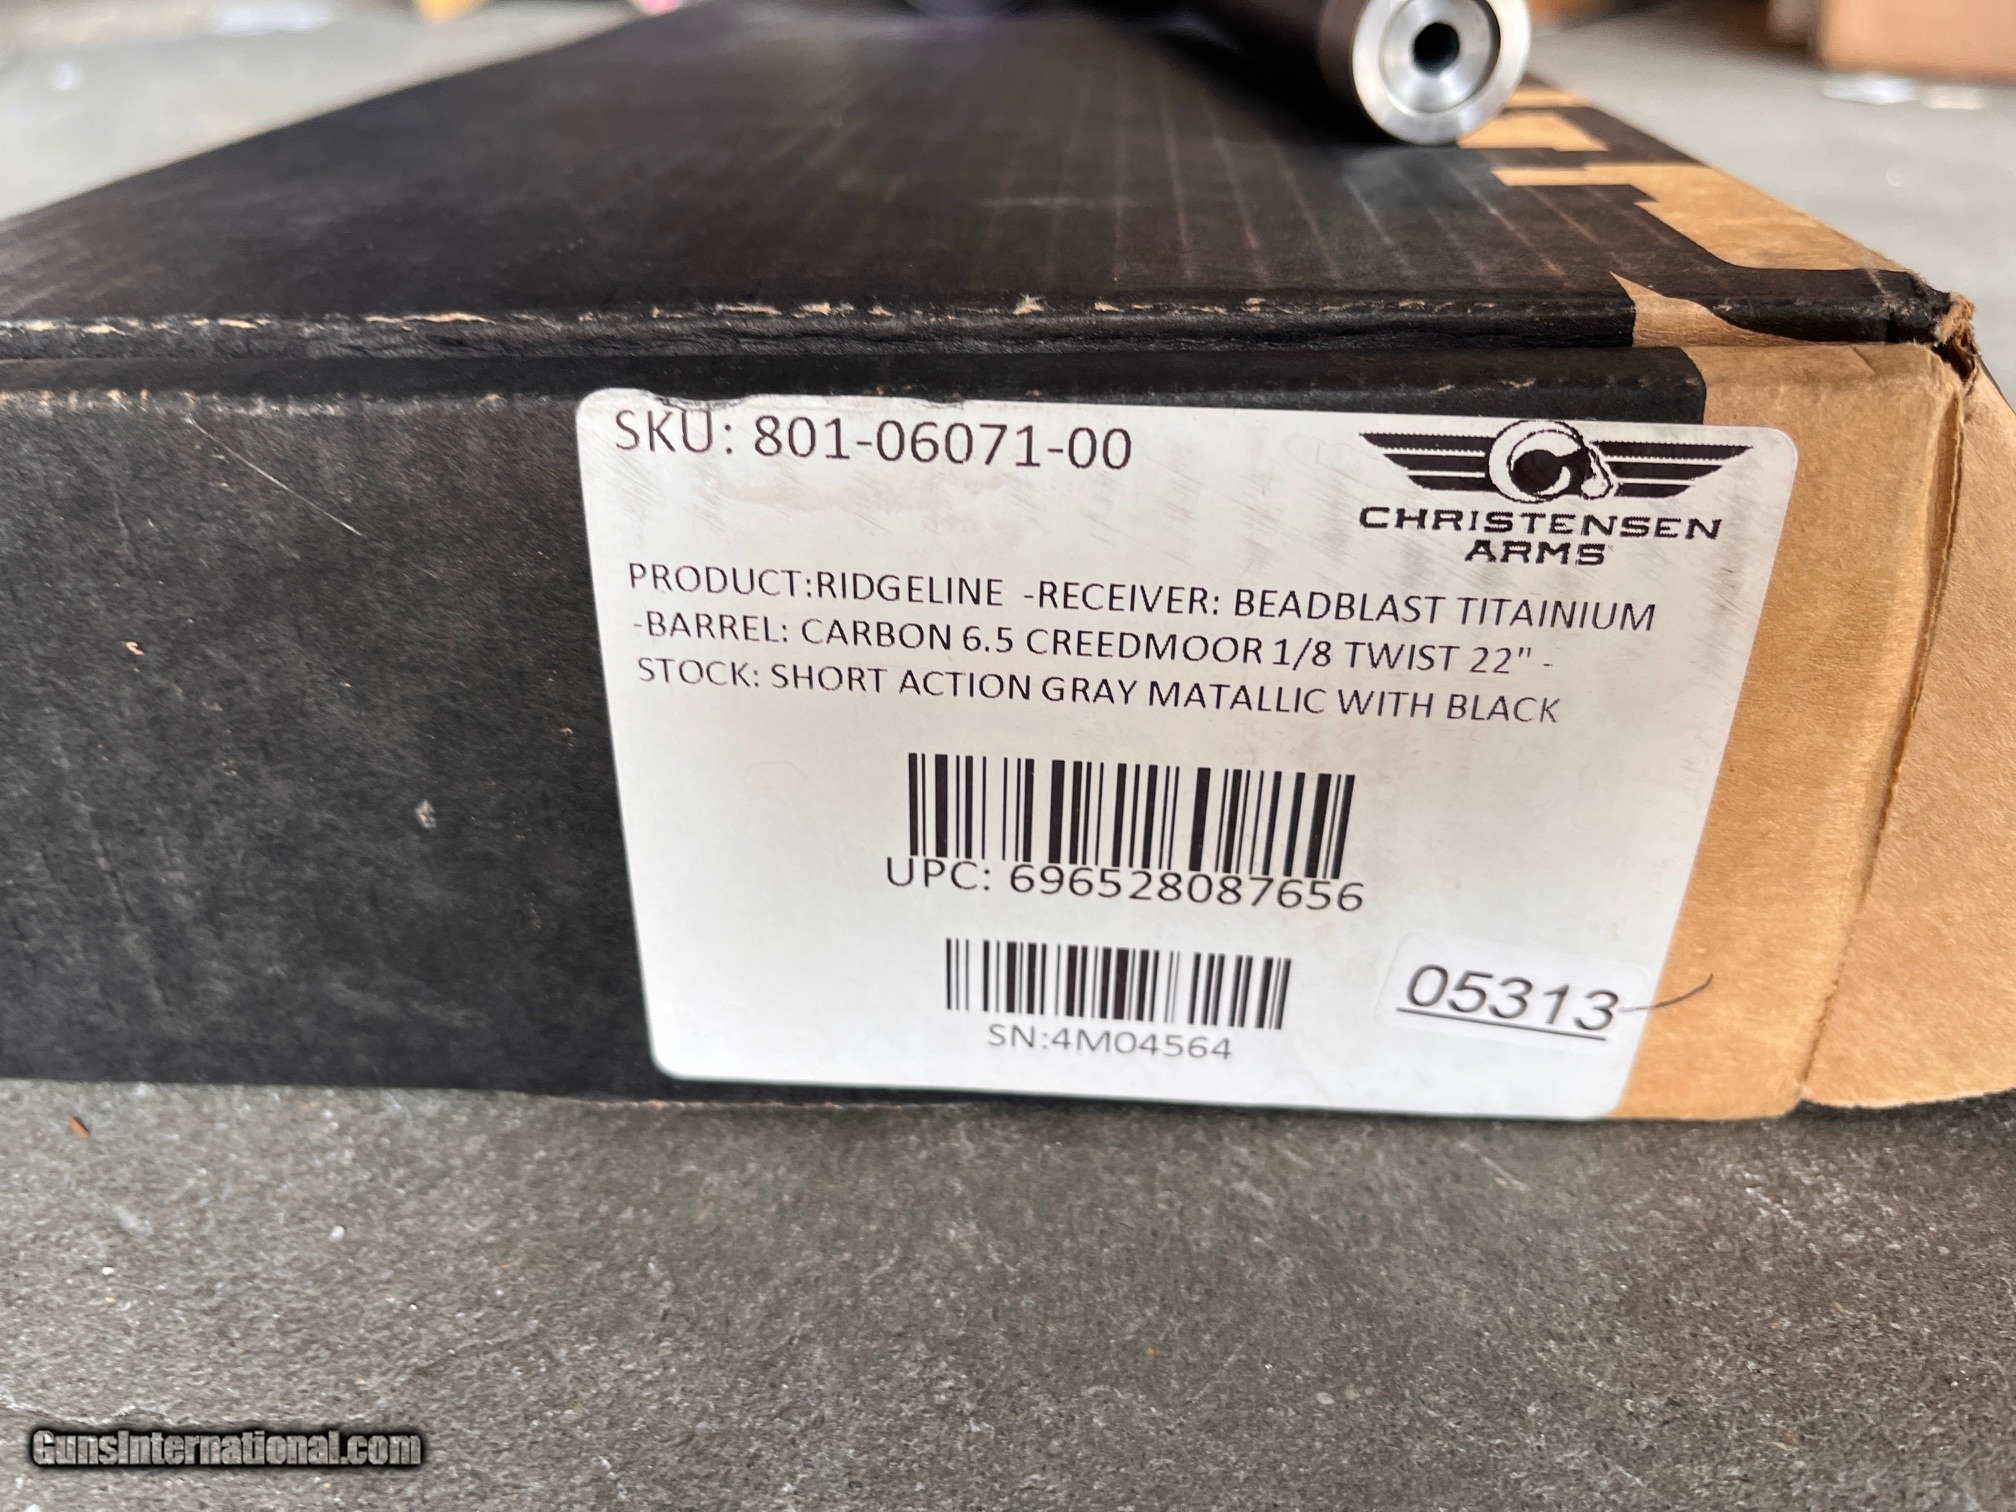 SKU: 801-06071-00
CHRISTENSEN
ARMS
PRODUCT:RIDGELINE -RECEIVER: BEADBLAST TITAINIUM
-BARREL: CARBON 6.5 CREEDMOOR 1/8 TWIST 22" -
STOCK: SHORT ACTION GRAY MATALLIC WITH BLACK
UPC: 696528087656
SN:4M04564
05313
GunsInternational.com